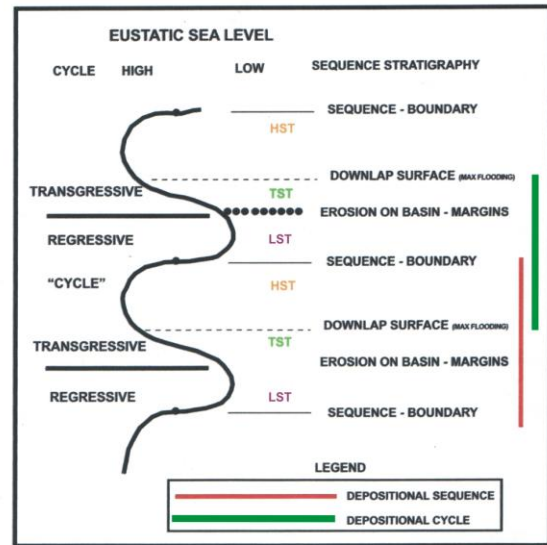 EUSTATIC SEA LEVEL
CYCLE HIGH LOW SEQUENCE STRATIGRAPHY
SEQUENCE - BOUNDARY
HST
DOWNLAP SURFACE (MAX FLOODING)
TRANSGRESSIVE TST
EROSION ON BASIN - MARGINS
REGRESSIVE LST
SEQUENCE - BOUNDARY
"CYCLE" HST
DOWNLAP SURFACE (MAX FLOODING)
TRANSGRESSIVE TST
EROSION ON BASIN - MARGINS
REGRESSIVE LST
SEQUENCE - BOUNDARY
LEGEND
DEPOSITIONAL SEQUENCE
DEPOSITIONAL CYCLE